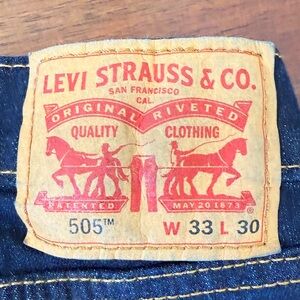 LEVI STRAUSS & CO.
SAN FRANCISCO
CAL.
ORIGINAL RIVETED
QUALITY CLOTHING
PATENTED MAY 20 1873 ®
505™ W 33 L 30